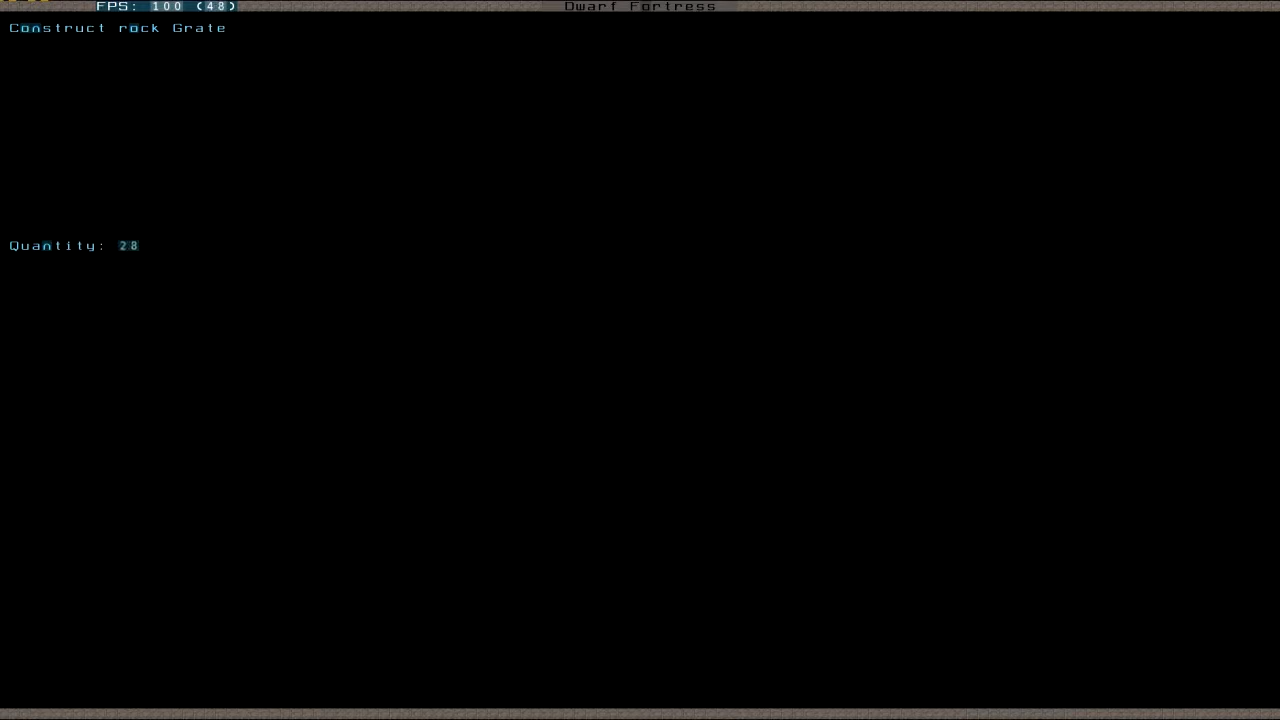 FPS: 100 (48)
Dwarf Fortress
Construct rock Grate
Quantity: 28